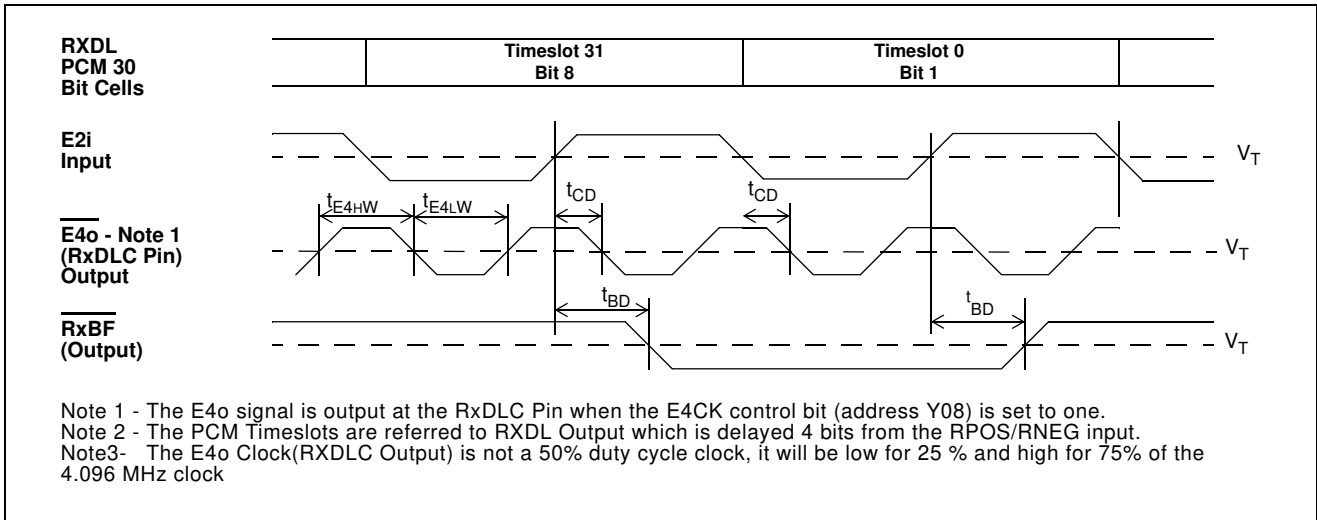 RXDL
PCM 30
Bit Cells
Timeslot 31
Bit 8
Timeslot 0
Bit 1
E2i
Input
VT
tE4HW
tE4LW
tCD
tCD
E4o - Note 1
(RxDLC Pin)
Output
VT
tBD
tBD
RxBF
(Output)
VT
Note 1 - The E4o signal is output at the RxDLC Pin when the E4CK control bit (address Y08) is set to one.
Note 2 - The PCM Timeslots are referred to RXDL Output which is delayed 4 bits from the RPOS/RNEG input.
Note3- The E4o Clock(RXDLC Output) is not a 50% duty cycle clock, it will be low for 25 % and high for 75% of the
4.096 MHz clock